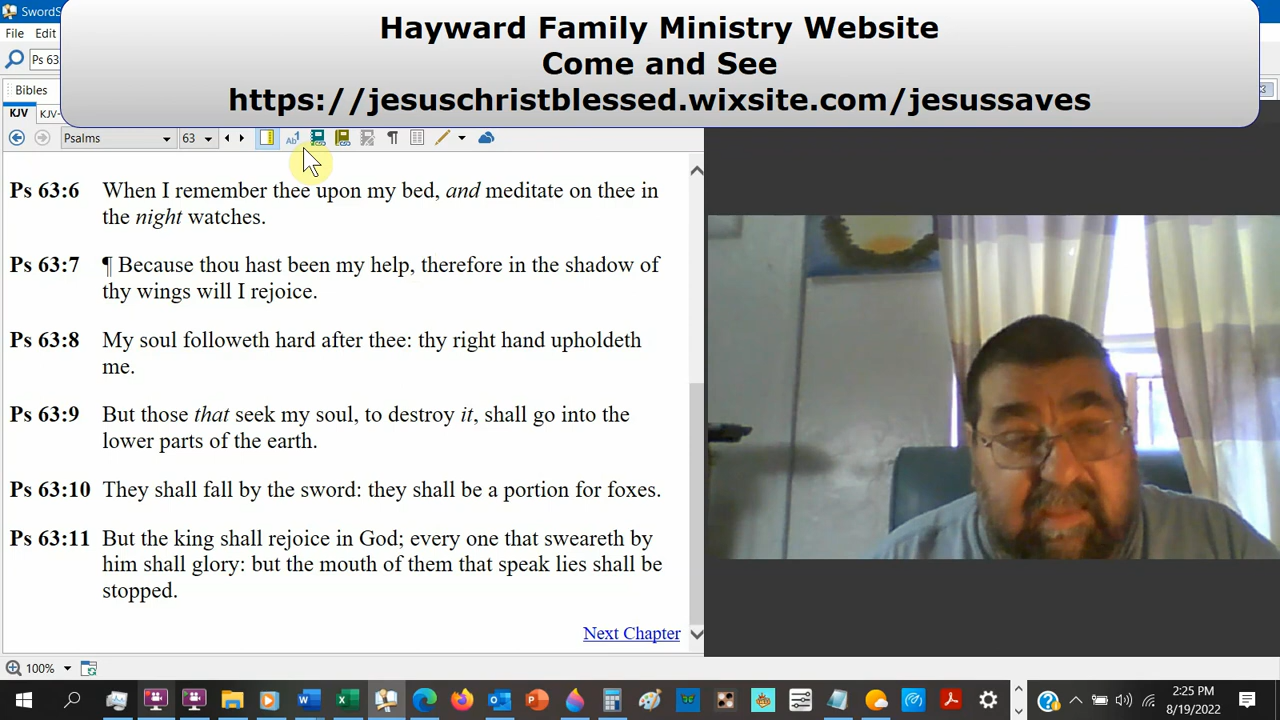 SwordS
Hayward Family Ministry Website
Come and See
https://jesuschristblessed.wixsite.com/jesussaves
File Edit
Ps 63
Bibles
KJV KJV-
Psalms 63
Ps 63:6 When I remember thee upon my bed, and meditate on thee in
the night watches.
Ps 63:7 ¶ Because thou hast been my help, therefore in the shadow of
thy wings will I rejoice.
Ps 63:8 My soul followeth hard after thee: thy right hand upholdeth
me.
Ps 63:9 But those that seek my soul, to destroy it, shall go into the
lower parts of the earth.
Ps 63:10 They shall fall by the sword: they shall be a portion for foxes.
Ps 63:11 But the king shall rejoice in God; every one that sweareth by
him shall glory: but the mouth of them that speak lies shall be
stopped.
Next Chapter
100%
2:25 PM
8/19/2022